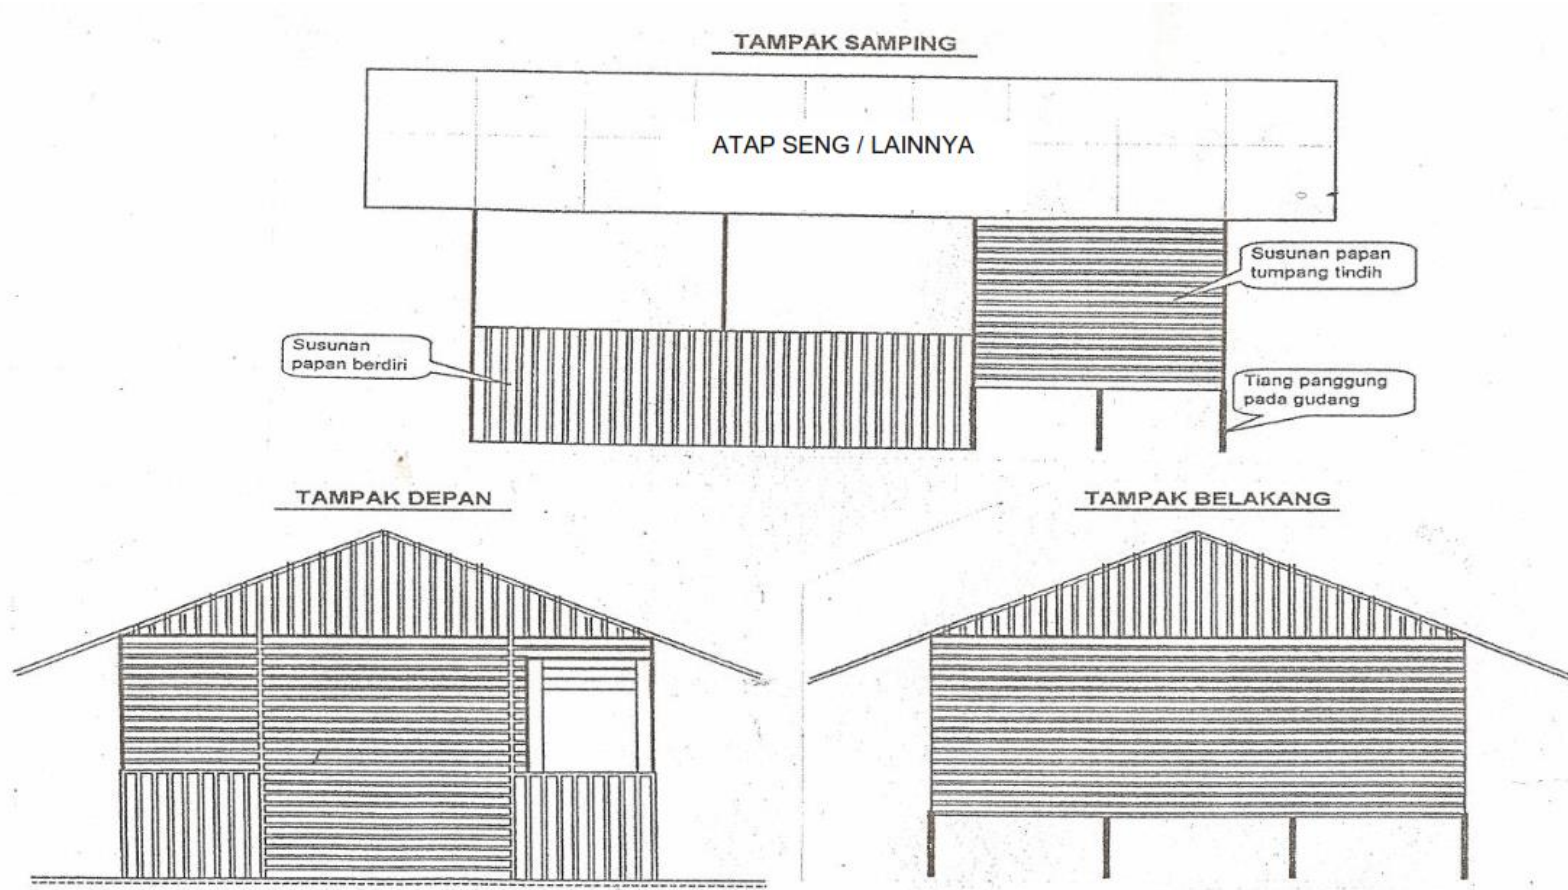 TAMPAK SAMPING
ATAP SENG / LAINNYA
Susunan papan
tumpang tindih
Susunan
papan berdiri
Tiang panggung
pada gudang
TAMPAK DEPAN
TAMPAK BELAKANG